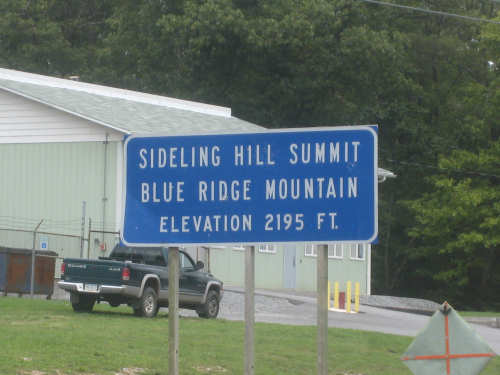 SIDELING HILL SUMMIT
BLUE RIDGE MOUNTAIN
ELEVATION 2195 FT.